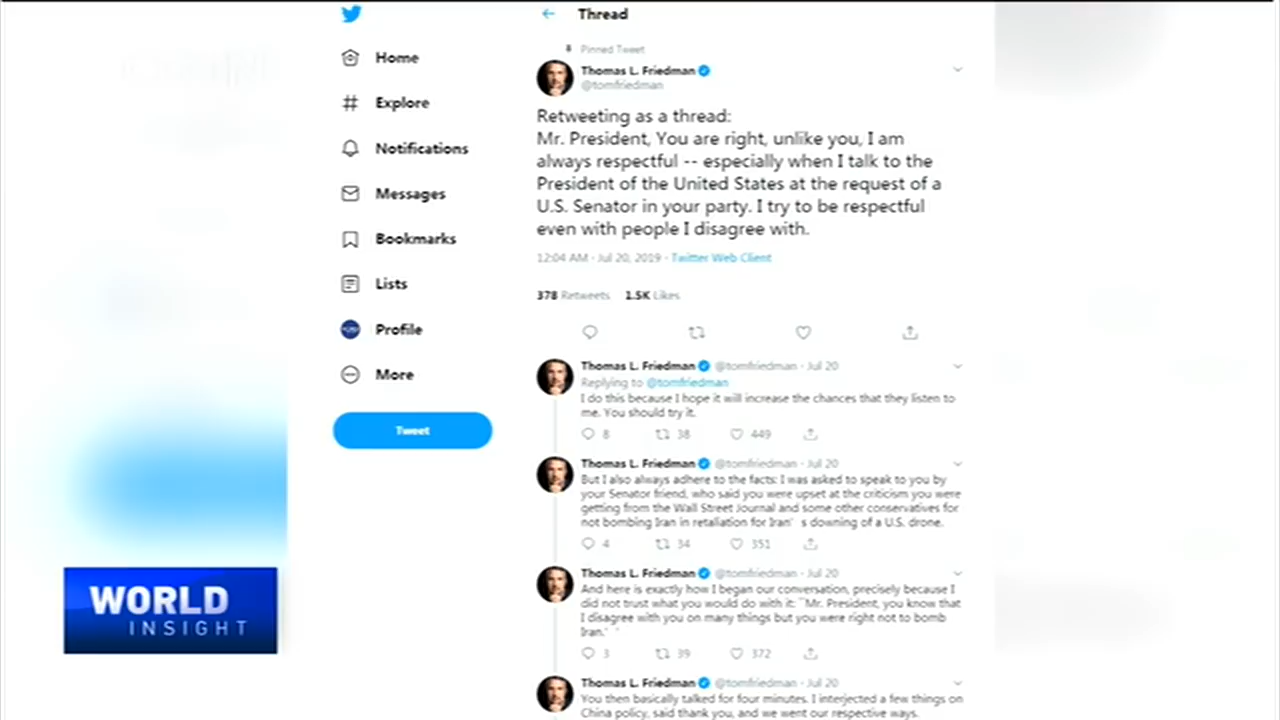 Thread
Home
Explore
Notifications
Messages
Bookmarks
Lists
Profile
More
Tweet
WORLD
INSIGHT
Pinned Tweet
Thomas L. Friedman
@tomfriedman
Retweeting as a thread:
Mr. President, You are right, unlike you, I am
always respectful -- especially when I talk to the
President of the United States at the request of a
U.S. Senator in your party. I try to be respectful
even with people I disagree with.
12:04 AM · Jul 20, 2019 · Twitter Web Client
378 Retweets 1.5K Likes
Thomas L. Friedman @tomfriedman · Jul 20
Replying to @tomfriedman
I do this because I hope it will increase the chances that they listen to
me. You should try it.
8 38 449
Thomas L. Friedman @tomfriedman · Jul 20
But I also always adhere to the facts: I was asked to speak to you by
your Senator friend, who said you were upset at the criticism you were
getting from the Wall Street Journal and some other conservatives for
not bombing Iran in retaliation for Iran' s downing of a U.S. drone.
4 34 351
Thomas L. Friedman @tomfriedman · Jul 20
And here is exactly how I began our conversation, precisely because I
did not trust what you would do with it: "Mr. President, you know that
I disagree with you on many things but you were right not to bomb
Iran.' '
3 39 372
Thomas L. Friedman @tomfriedman · Jul 20
You then basically talked for four minutes. I interjected a few things on
China policy, said thank you, and we went our respective ways.